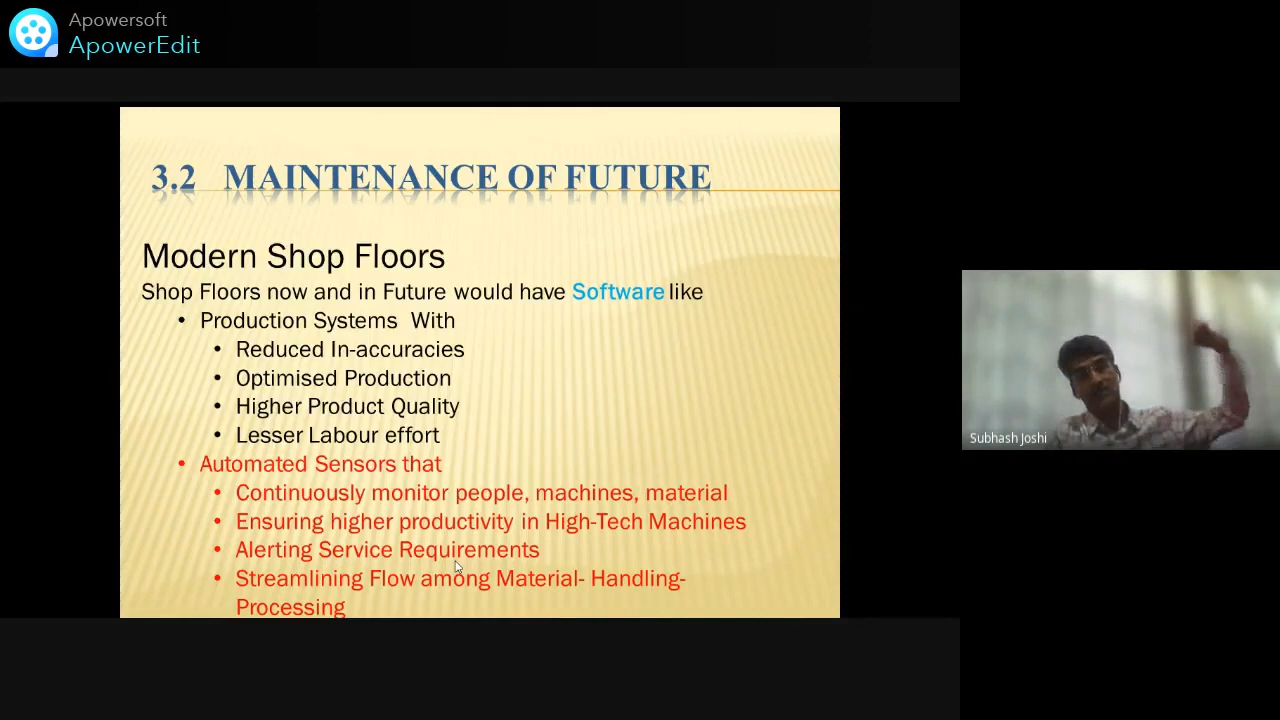 Apowersoft
ApowerEdit
3.2 MAINTENANCE OF FUTURE
Modern Shop Floors
Shop Floors now and in Future would have Software like
• Production Systems With
• Reduced In-accuracies
• Optimised Production
• Higher Product Quality
• Lesser Labour effort
• Automated Sensors that
• Continuously monitor people, machines, material
• Ensuring higher productivity in High-Tech Machines
• Alerting Service Requirements
• Streamlining Flow among Material- Handling-
Processing
Subhash Joshi